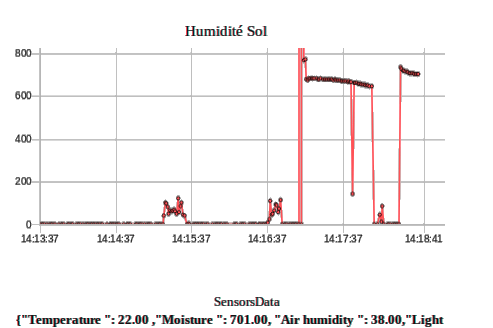 Humidité Sol
800
600
400
200
0
14:13:37 14:14:37 14:15:37 14:16:37 14:17:37 14:18:41
SensorsData
{"Temperature ": 22.00 ,"Moisture ": 701.00, "Air humidity ": 38.00,"Light